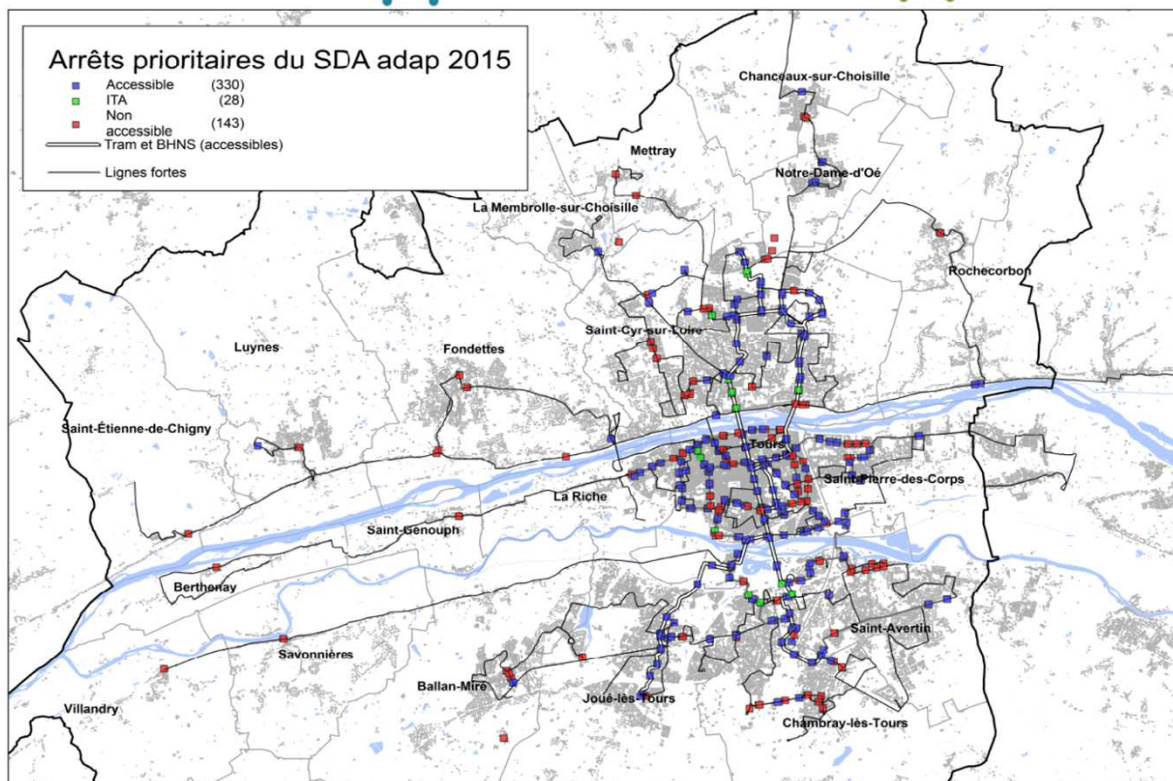 Arrêts prioritaires du SDA adap 2015
Accessible (330)
ITA (28)
Non
accessible (143)
Tram et BHNS (accessibles)
Lignes fortes
Chanceaux-sur-Choisille
Mettray
Notre-Dame-d'Oé
La Membrolle-sur-Choisille
Rochecorbon
Saint-Cyr-sur-Loire
Luynes
Fondettes
Saint-Étienne-de-Chigny
Tours
Saint-Pierre-des-Corps
La Riche
Saint-Genouph
Berthenay
Saint-Avertin
Savonnières
Ballan-Miré
Joué-lès-Tours
Villandry
Chambray-lès-Tours